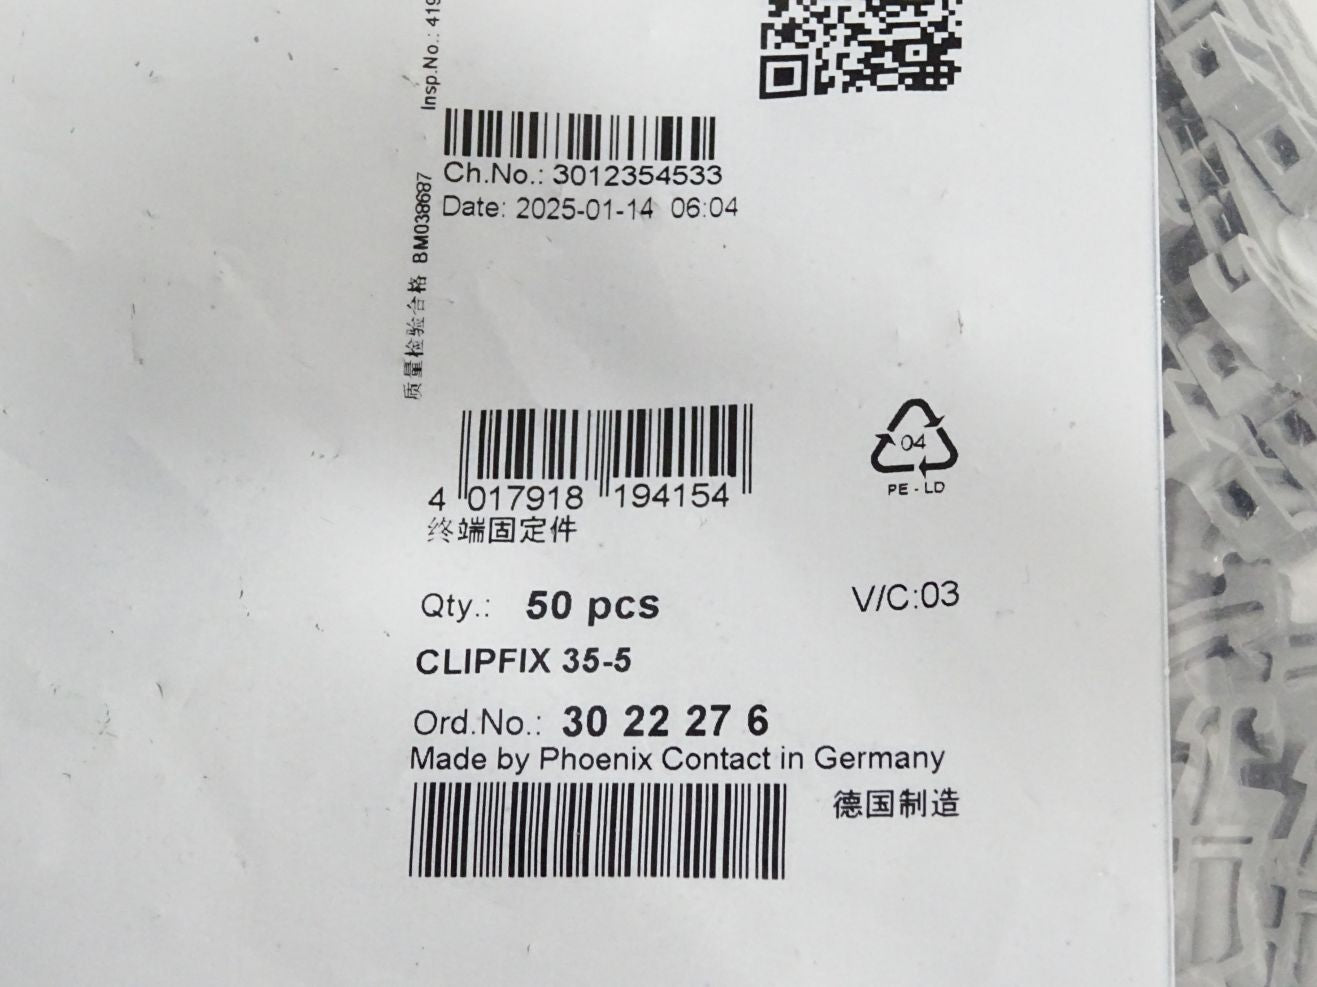 Insp.No.: 419
质量检验合格 BM038687
Ch.No.: 3012354533
Date: 2025-01-14 06:04
4 017918 194154
终端固定件
04
PE-LD
Qty.: 50 pcs
V/C:03
CLIPFIX 35-5
Ord.No.: 30 22 27 6
Made by Phoenix Contact in Germany
德国制造